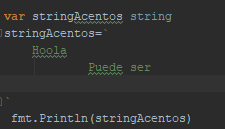 var stringAcentos string
stringAcentos=`
Hoola
Puede ser
`
fmt.Println(stringAcentos)